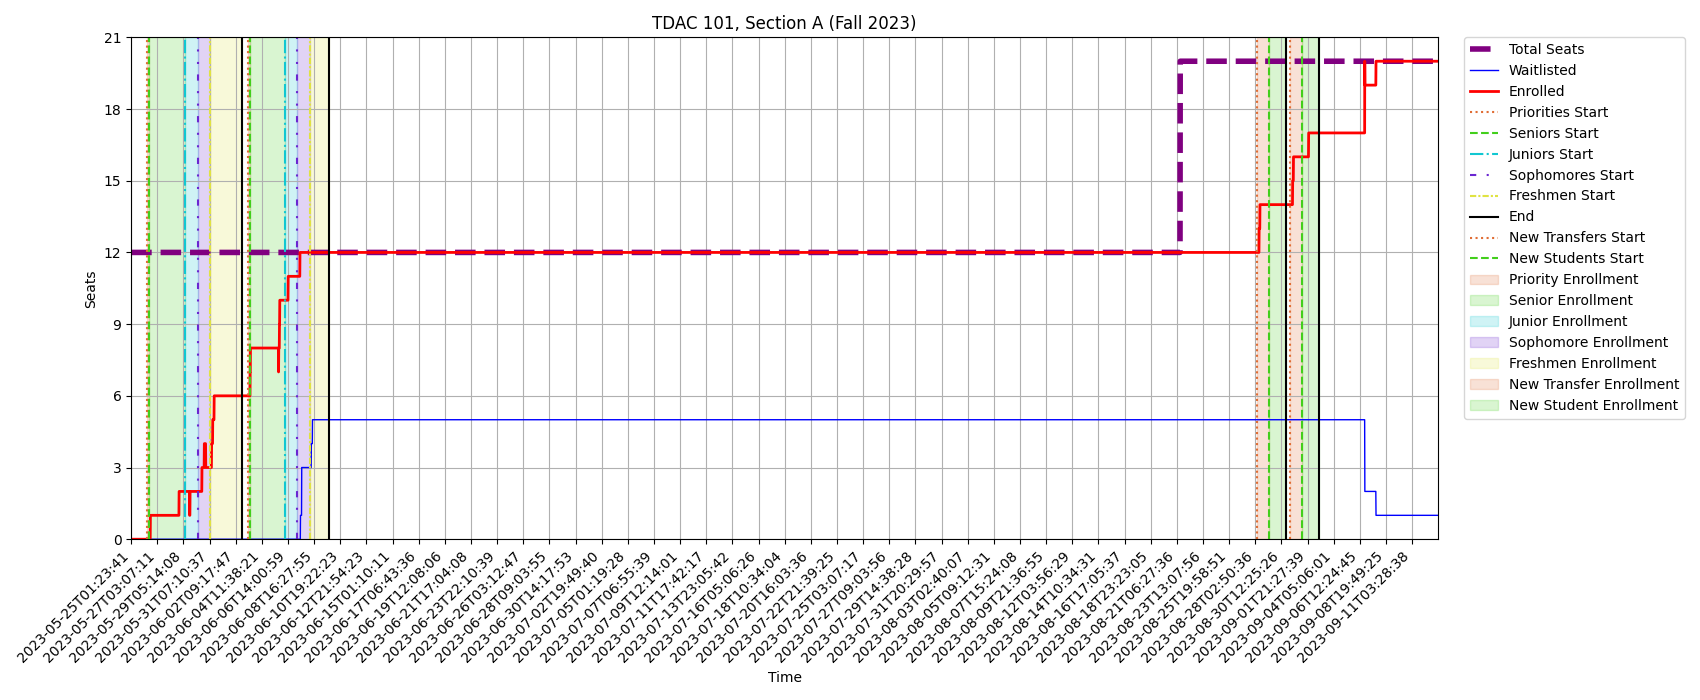 TDAC 101, Section A (Fall 2023)
21
18
15
12
9
6
3
0
Seats
2023-05-25T01:23:41
2023-05-27T03:07:11
2023-05-29T05:14:08
2023-05-31T07:10:37
2023-06-02T09:17:47
2023-06-04T11:38:21
2023-06-06T14:00:59
2023-06-08T16:27:55
2023-06-10T19:22:23
2023-06-12T21:54:23
2023-06-15T01:10:11
2023-06-17T06:43:36
2023-06-19T12:08:06
2023-06-21T17:04:08
2023-06-23T22:10:39
2023-06-26T03:12:47
2023-06-28T09:03:55
2023-06-30T14:17:53
2023-07-02T19:49:40
2023-07-05T01:19:28
2023-07-07T06:55:39
2023-07-09T12:14:01
2023-07-11T17:42:17
2023-07-13T23:05:42
2023-07-16T05:06:26
2023-07-18T10:34:04
2023-07-20T16:03:36
2023-07-22T21:39:25
2023-07-25T03:07:17
2023-07-27T09:03:56
2023-07-29T14:38:28
2023-07-31T20:29:57
2023-08-03T02:40:07
2023-08-05T09:12:31
2023-08-07T15:24:08
2023-08-09T21:36:55
2023-08-12T03:56:29
2023-08-14T10:34:31
2023-08-16T17:05:37
2023-08-18T23:23:05
2023-08-21T06:27:36
2023-08-23T13:07:56
2023-08-25T19:58:51
2023-08-28T02:50:36
2023-08-30T12:25:26
2023-09-01T21:27:39
2023-09-04T05:06:01
2023-09-06T12:24:45
2023-09-08T19:49:25
2023-09-11T03:28:38
Time
Total Seats
Waitlisted
Enrolled
Priorities Start
Seniors Start
Juniors Start
Sophomores Start
Freshmen Start
End
New Transfers Start
New Students Start
Priority Enrollment
Senior Enrollment
Junior Enrollment
Sophomore Enrollment
Freshmen Enrollment
New Transfer Enrollment
New Student Enrollment